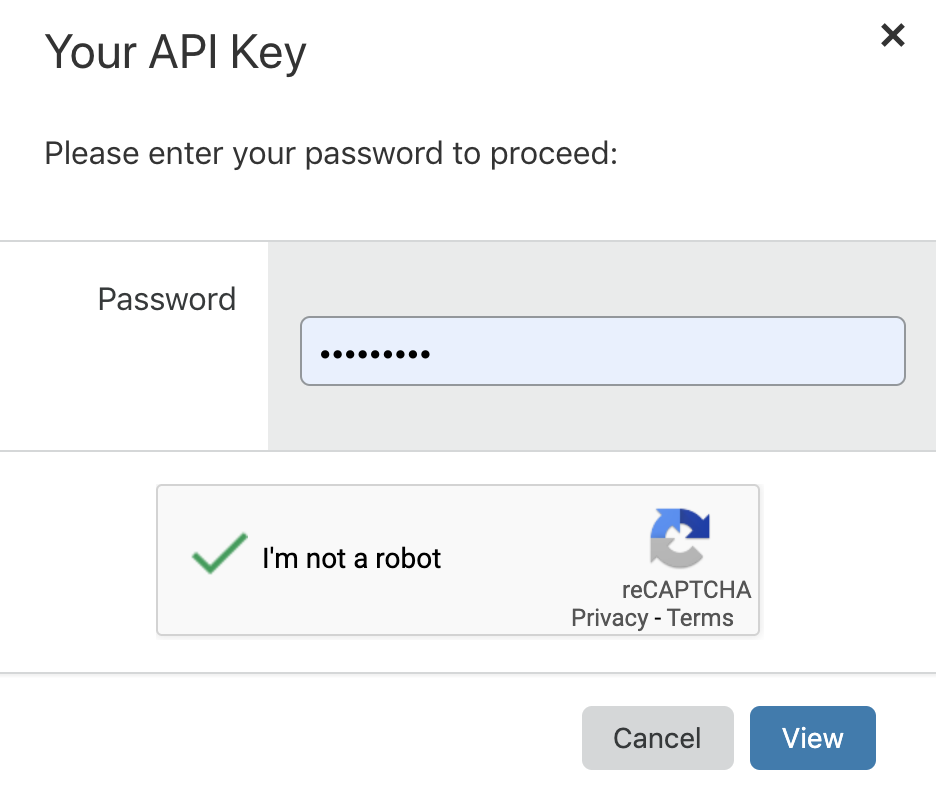 Your API Key
Please enter your password to proceed:
Password
•••••••••
I'm not a robot
reCAPTCHA
Privacy - Terms
Cancel View